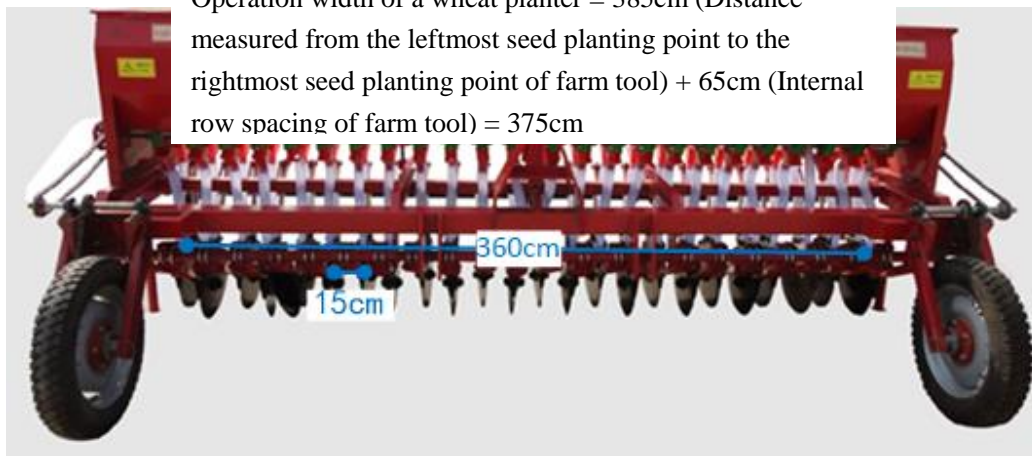 Operation width of a wheat planter = 385cm (Distance
measured from the leftmost seed planting point to the
rightmost seed planting point of farm tool) + 65cm (Internal
row spacing of farm tool) = 375cm
360cm
15cm